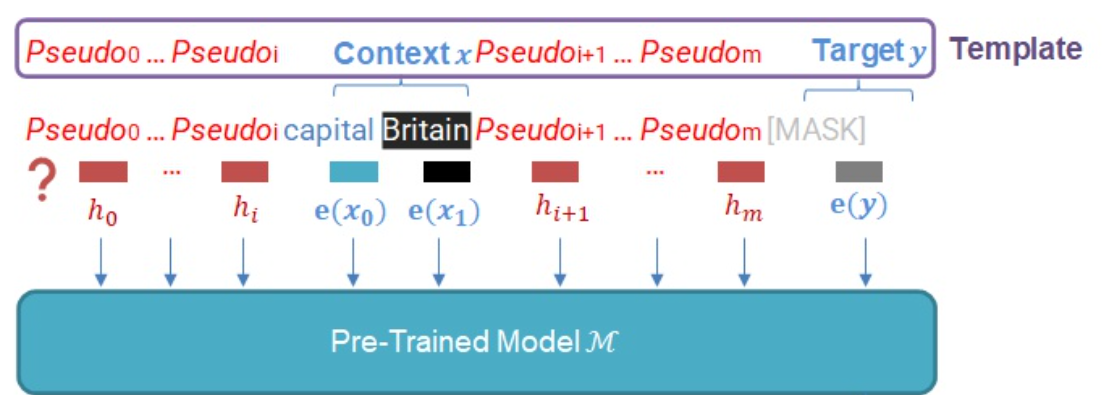 Pseudo0 ... Pseudoi Context x Pseudoi+1 ... Pseudom Target y Template
Pseudo0 ... Pseudoi capital Britain Pseudoi+1 ... Pseudom [MASK]
? ... ...
h₀ hᵢ e(x₀) e(x₁) hᵢ₊₁ hₘ e(y)
Pre-Trained Model ℳ